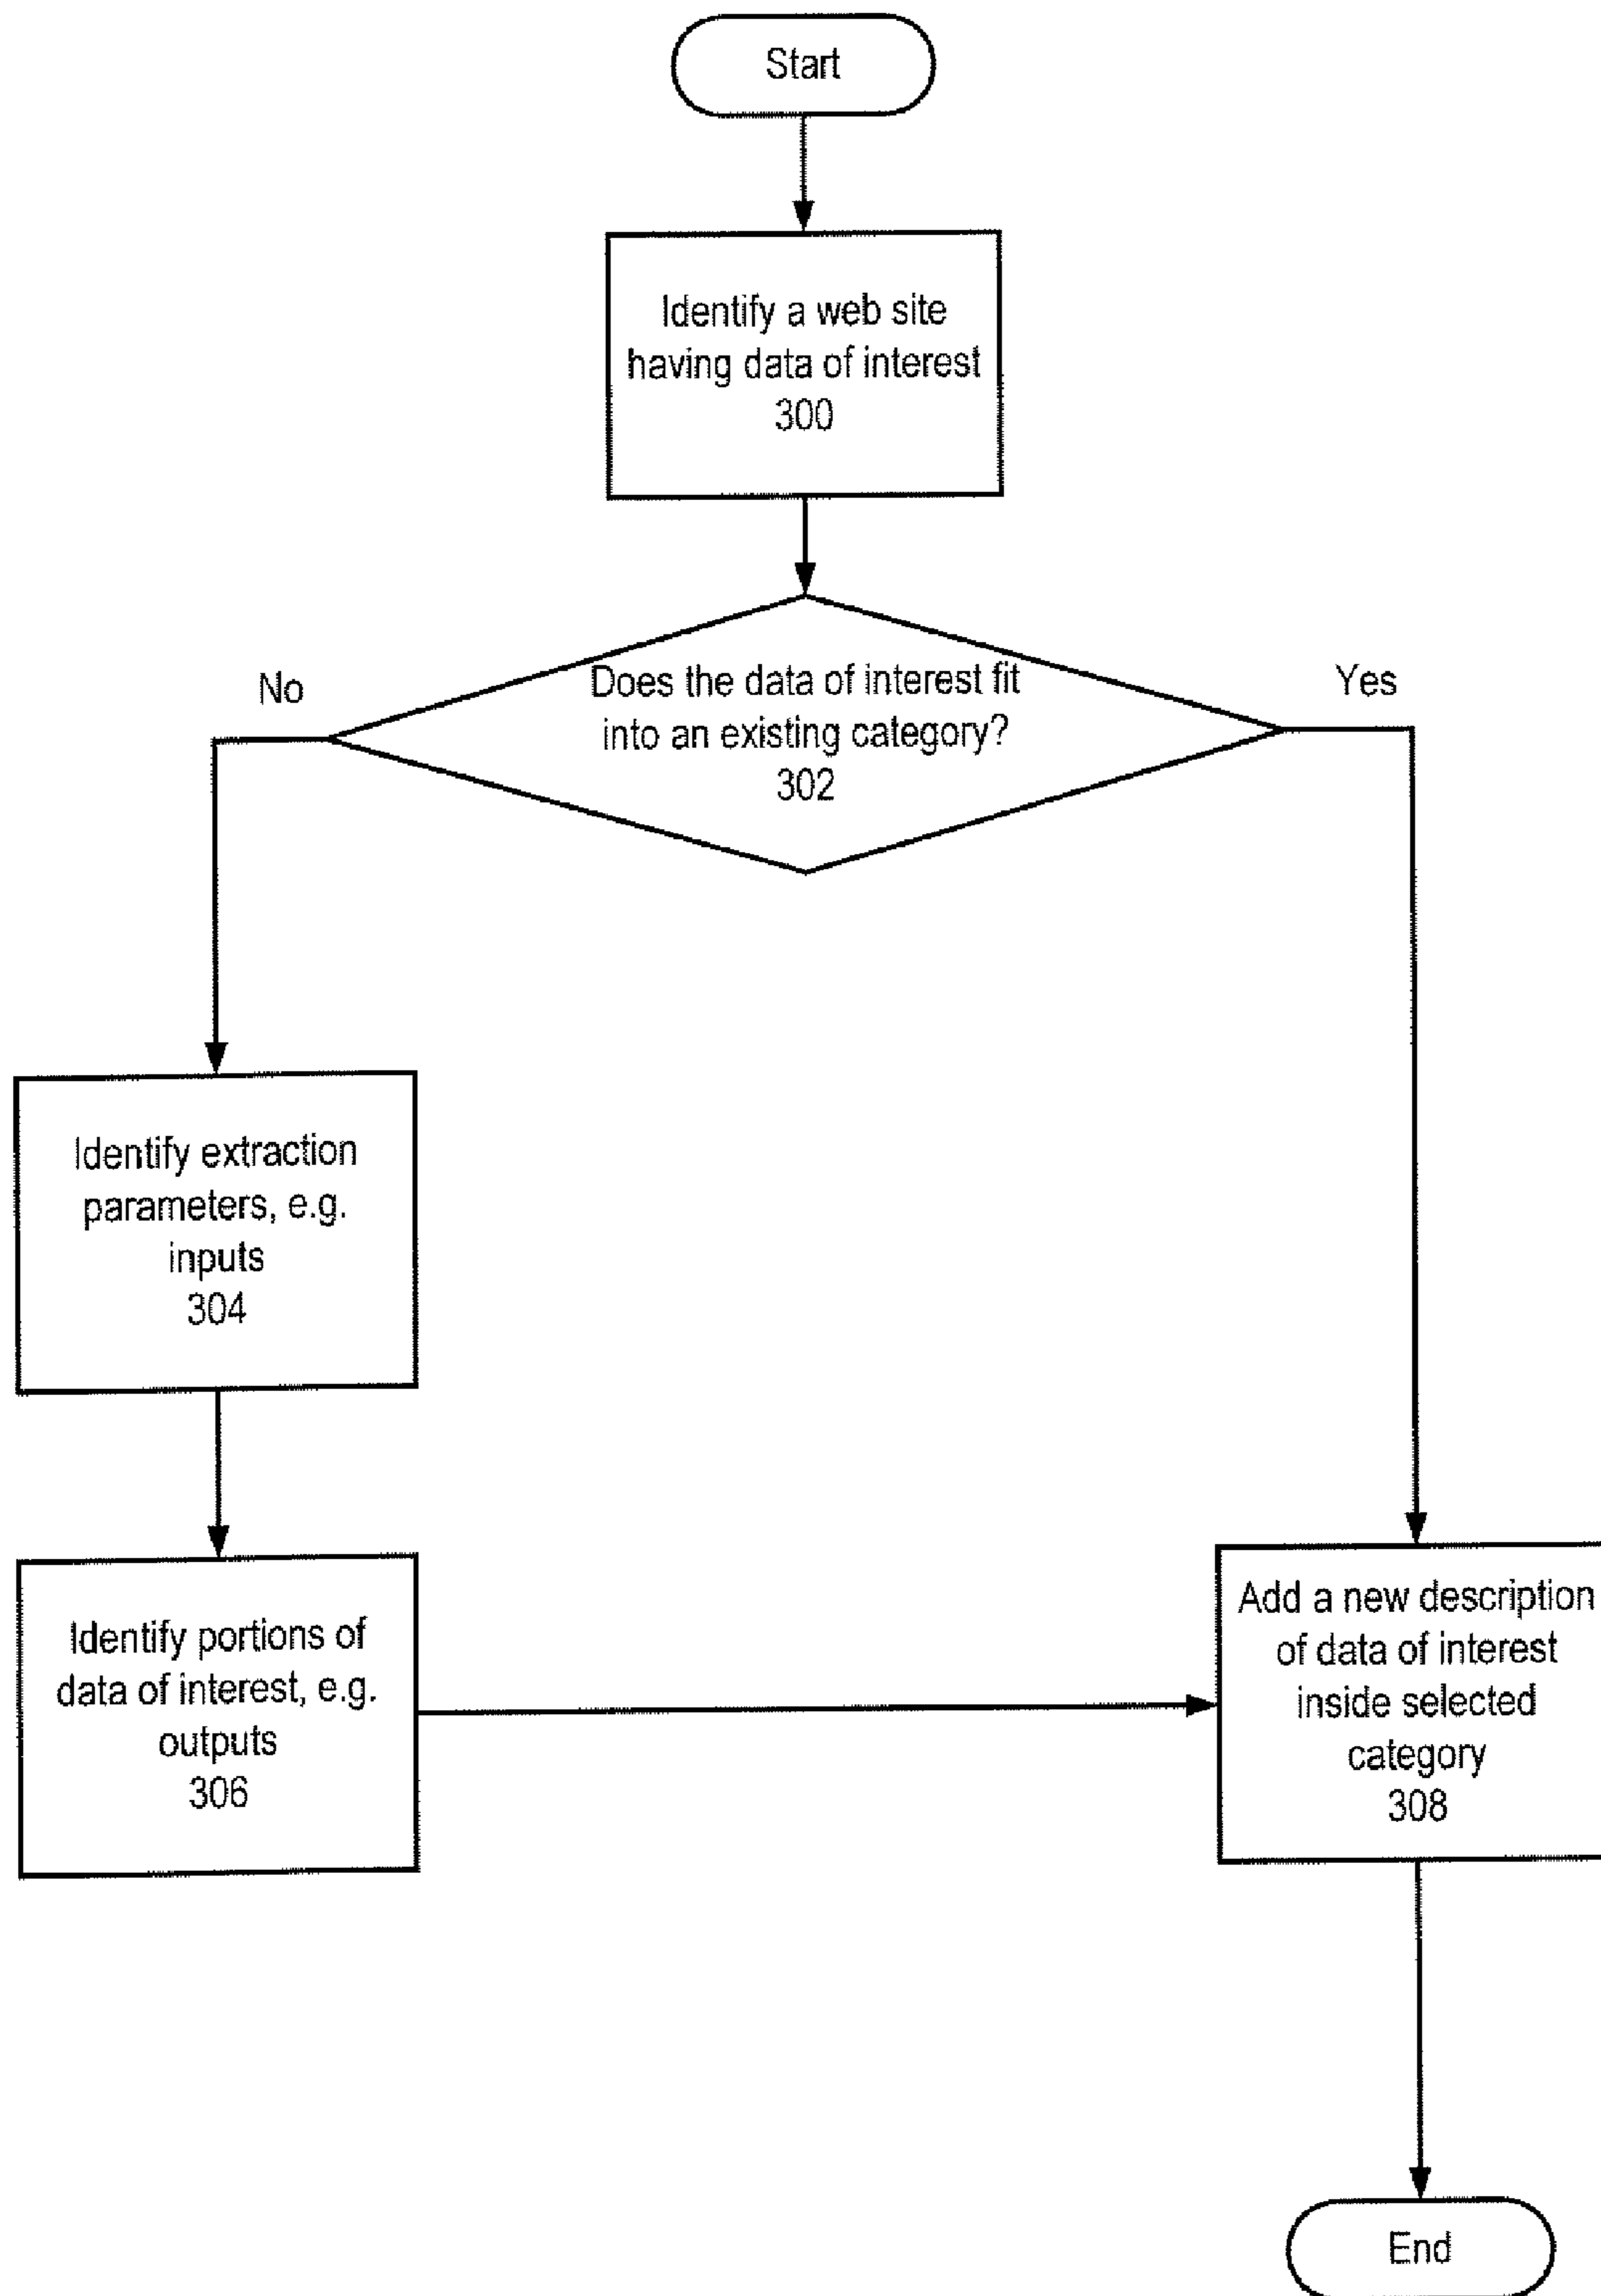 Start
Identify a web site
having data of interest
300
Does the data of interest fit
into an existing category?
302
No
Yes
Identify extraction
parameters, e.g.
inputs
304
Identify portions of
data of interest, e.g.
outputs
306
Add a new description
of data of interest
inside selected
category
308
End